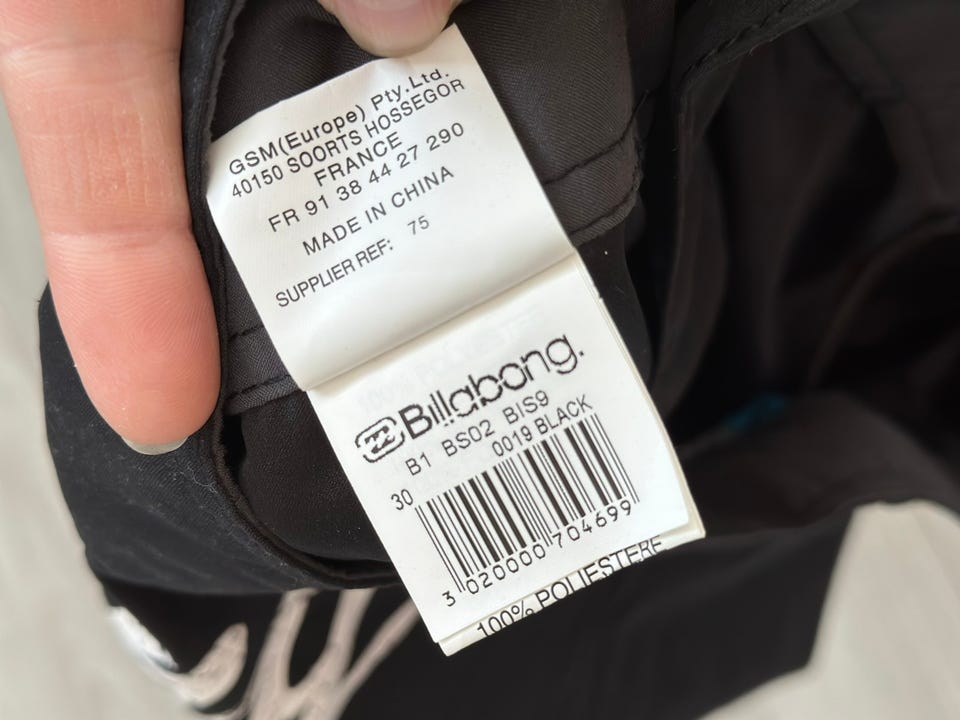 GSM(Europe) Pty.Ltd.
40150 SOORTS HOSSEGOR
FRANCE
FR 91 38 44 27 290
MADE IN CHINA
SUPPLIER REF: 75
Billabong.
B1 BS02 BIS9
0019 BLACK
30
3 020000 704699
100% POLIESTERE